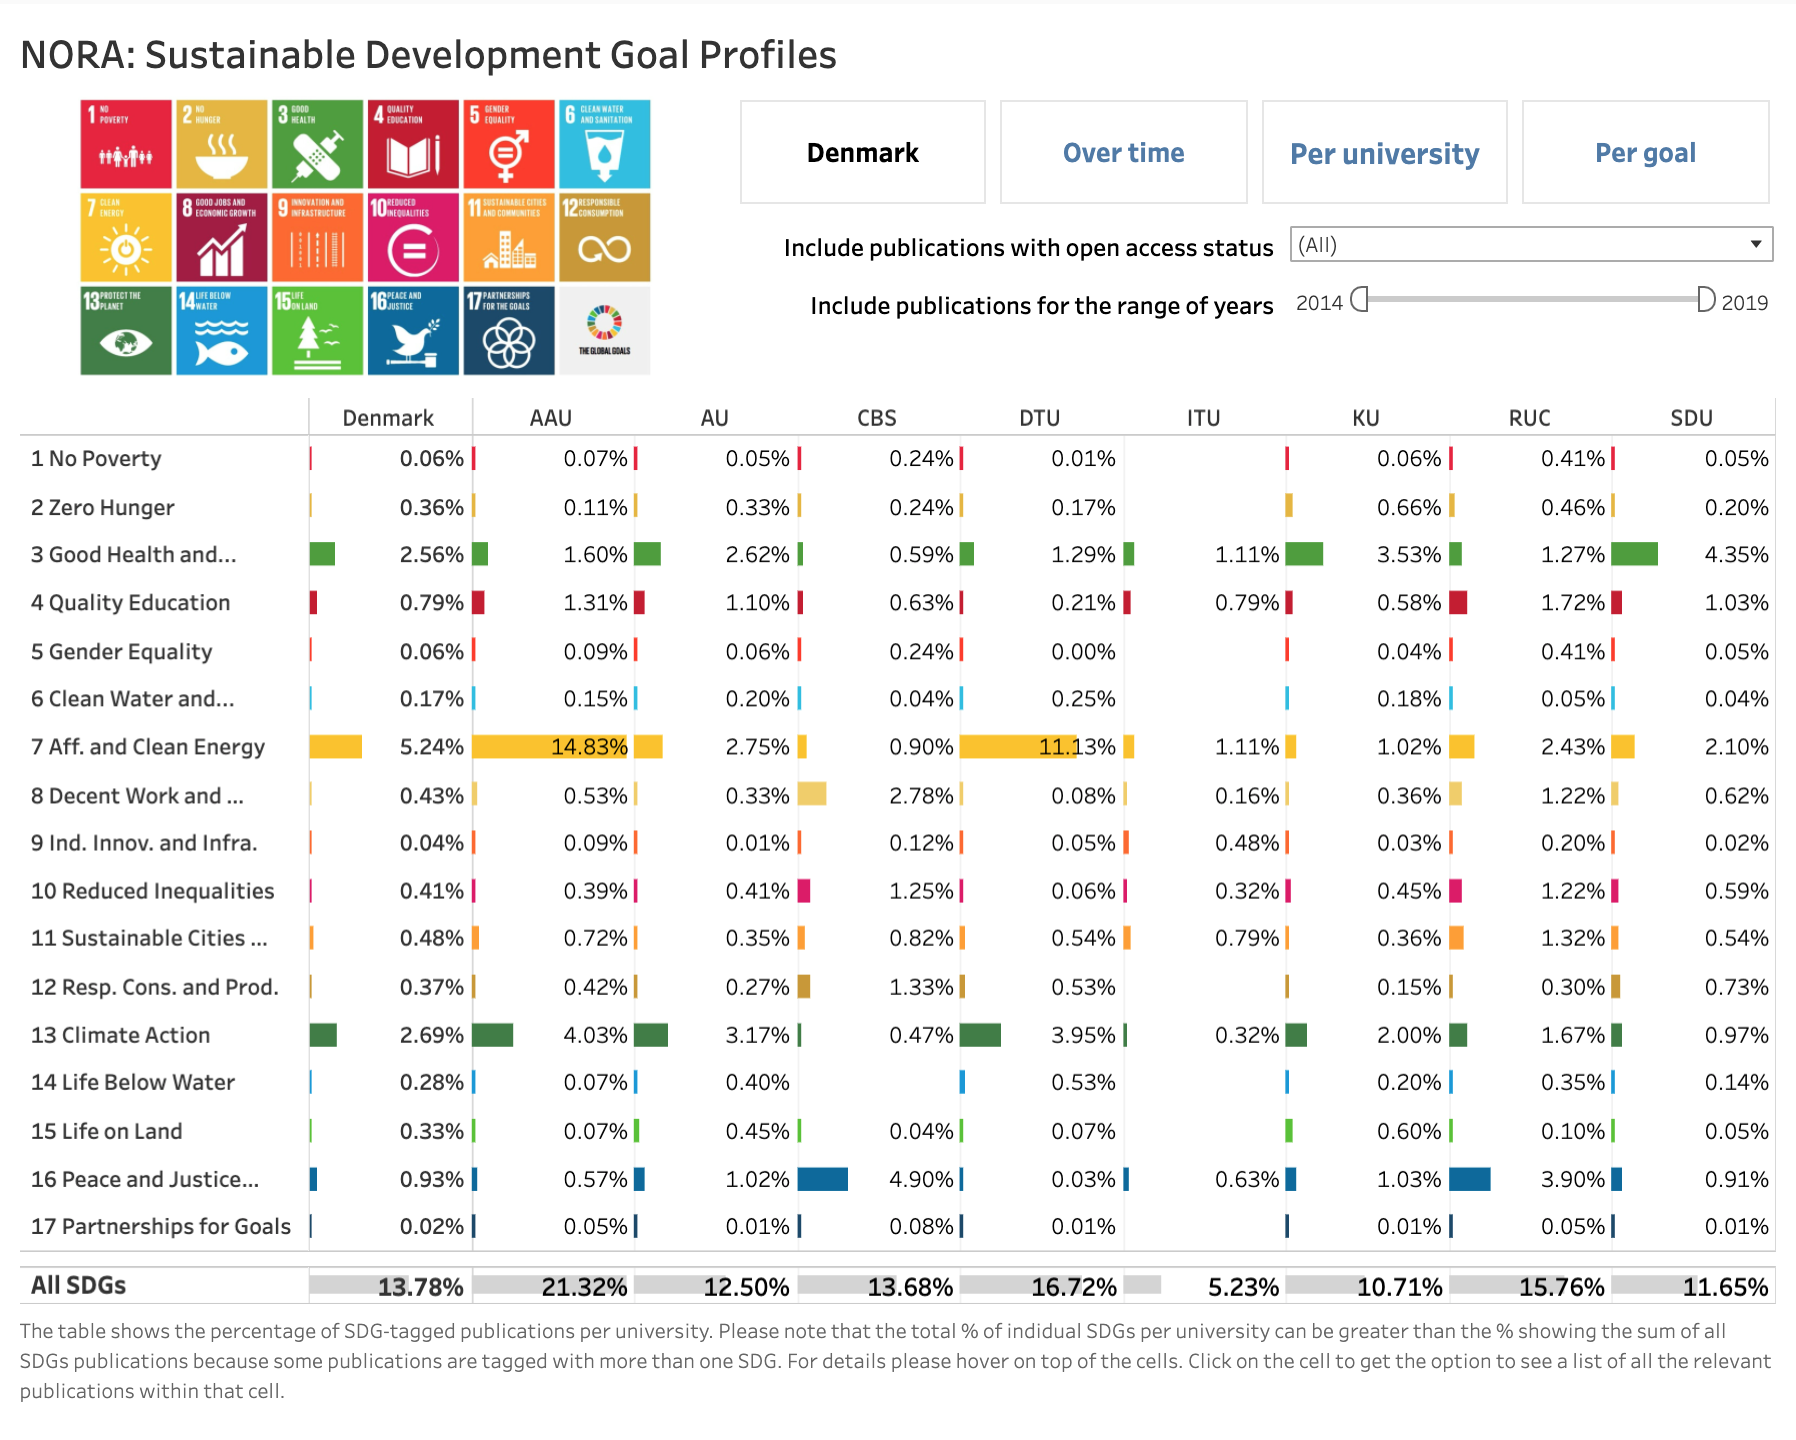 NORA: Sustainable Development Goal Profiles
1 NO POVERTY
2 NO HUNGER
3 GOOD HEALTH
4 QUALITY EDUCATION
5 GENDER EQUALITY
6 CLEAN WATER AND SANITATION
7 CLEAN ENERGY
8 GOOD JOBS AND ECONOMIC GROWTH
9 INNOVATION AND INFRASTRUCTURE
10 REDUCED INEQUALITIES
11 SUSTAINABLE CITIES AND COMMUNITIES
12 RESPONSIBLE CONSUMPTION
13 PROTECT THE PLANET
14 LIFE BELOW WATER
15 LIFE ON LAND
16 PEACE AND JUSTICE
17 PARTNERSHIPS FOR THE GOALS
THE GLOBAL GOALS
Denmark Over time Per university Per goal
Include publications with open access status (All)
Include publications for the range of years 2014 2019
Denmark AAU AU CBS DTU ITU KU RUC SDU
1 No Poverty 0.06% 0.07% 0.05% 0.24% 0.01% 0.06% 0.41% 0.05%
2 Zero Hunger 0.36% 0.11% 0.33% 0.24% 0.17% 0.66% 0.46% 0.20%
3 Good Health and... 2.56% 1.60% 2.62% 0.59% 1.29% 1.11% 3.53% 1.27% 4.35%
4 Quality Education 0.79% 1.31% 1.10% 0.63% 0.21% 0.79% 0.58% 1.72% 1.03%
5 Gender Equality 0.06% 0.09% 0.06% 0.24% 0.00% 0.04% 0.41% 0.05%
6 Clean Water and... 0.17% 0.15% 0.20% 0.04% 0.25% 0.18% 0.05% 0.04%
7 Aff. and Clean Energy 5.24% 14.83% 2.75% 0.90% 11.13% 1.11% 1.02% 2.43% 2.10%
8 Decent Work and ... 0.43% 0.53% 0.33% 2.78% 0.08% 0.16% 0.36% 1.22% 0.62%
9 Ind. Innov. and Infra. 0.04% 0.09% 0.01% 0.12% 0.05% 0.48% 0.03% 0.20% 0.02%
10 Reduced Inequalities 0.41% 0.39% 0.41% 1.25% 0.06% 0.32% 0.45% 1.22% 0.59%
11 Sustainable Cities ... 0.48% 0.72% 0.35% 0.82% 0.54% 0.79% 0.36% 1.32% 0.54%
12 Resp. Cons. and Prod. 0.37% 0.42% 0.27% 1.33% 0.53% 0.15% 0.30% 0.73%
13 Climate Action 2.69% 4.03% 3.17% 0.47% 3.95% 0.32% 2.00% 1.67% 0.97%
14 Life Below Water 0.28% 0.07% 0.40% 0.53% 0.20% 0.35% 0.14%
15 Life on Land 0.33% 0.07% 0.45% 0.04% 0.07% 0.60% 0.10% 0.05%
16 Peace and Justice... 0.93% 0.57% 1.02% 4.90% 0.03% 0.63% 1.03% 3.90% 0.91%
17 Partnerships for Goals 0.02% 0.05% 0.01% 0.08% 0.01% 0.01% 0.05% 0.01%
All SDGs 13.78% 21.32% 12.50% 13.68% 16.72% 5.23% 10.71% 15.76% 11.65%
The table shows the percentage of SDG-tagged publications per university. Please note that the total % of indidual SDGs per university can be greater than the % showing the sum of all
SDGs publications because some publications are tagged with more than one SDG. For details please hover on top of the cells. Click on the cell to get the option to see a list of all the relevant
publications within that cell.